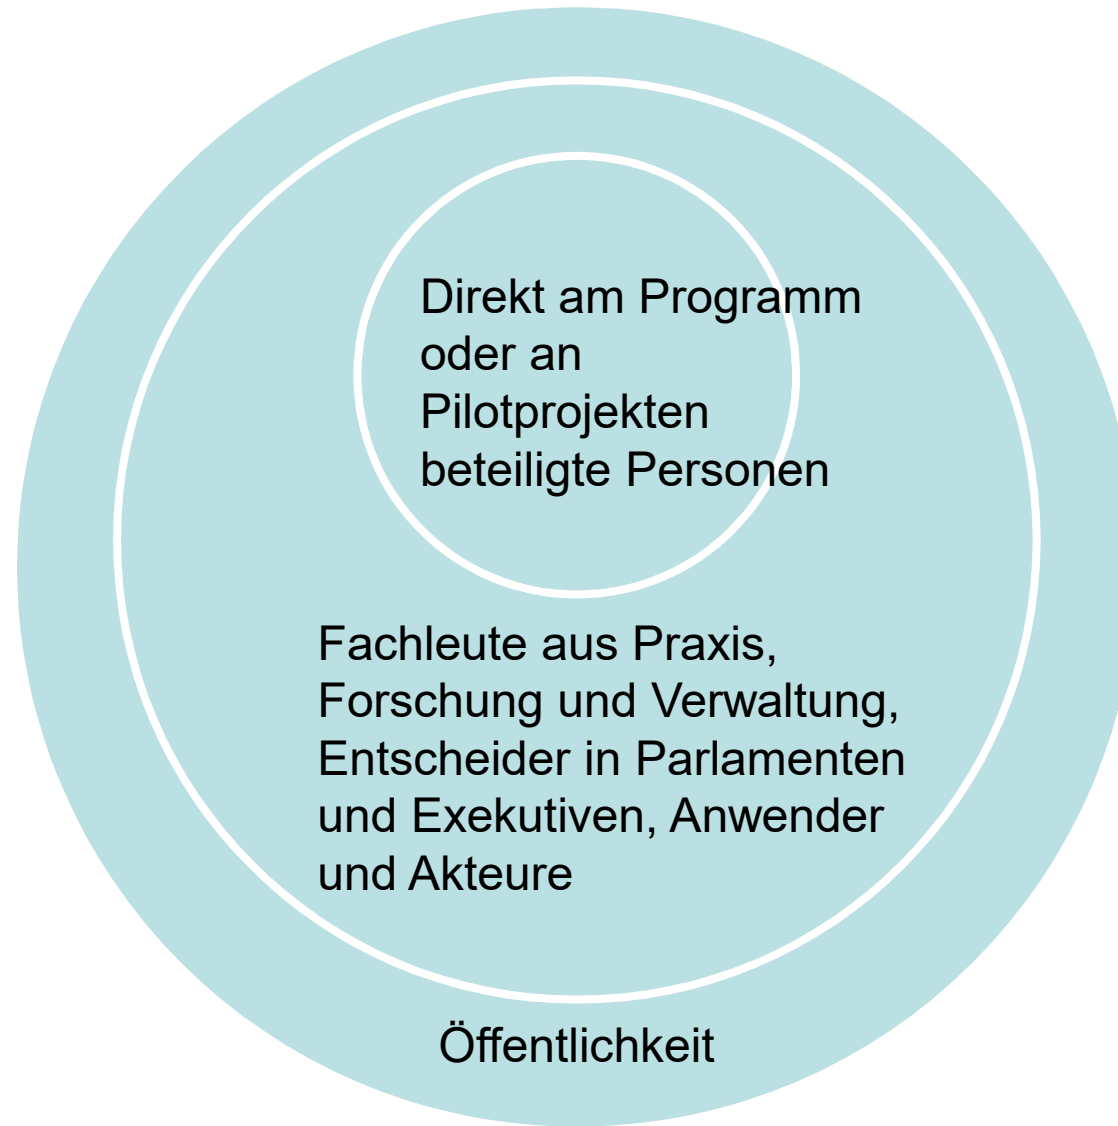 Direkt am Programm
oder an
Pilotprojekten
beteiligte Personen
Fachleute aus Praxis,
Forschung und Verwaltung,
Entscheider in Parlamenten
und Exekutiven, Anwender
und Akteure
Öffentlichkeit